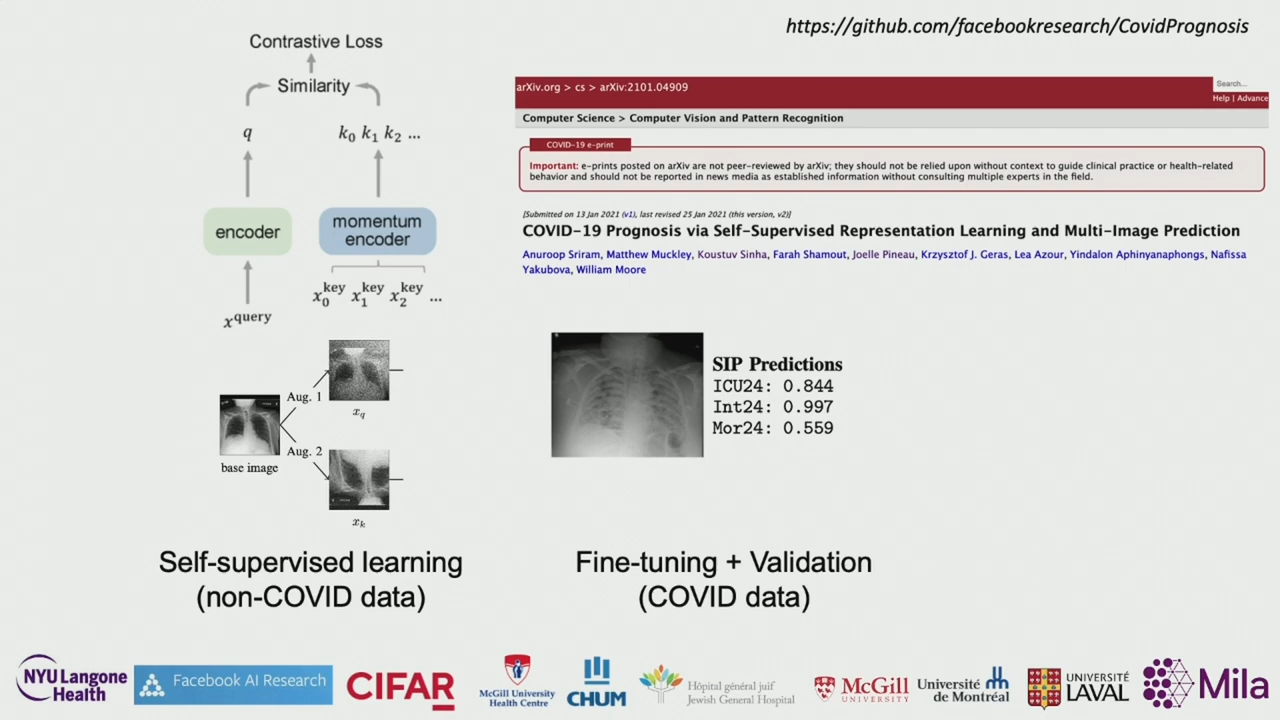 https://github.com/facebookresearch/CovidPrognosis
Contrastive Loss
Similarity
q
k0 k1 k2 ...
encoder
momentum
encoder
x0^key x1^key x2^key ...
x^query
Aug. 1
xq
Aug. 2
base image
xk
Self-supervised learning
(non-COVID data)
arXiv.org > cs > arXiv:2101.04909
Search...
Help | Advance
Computer Science > Computer Vision and Pattern Recognition
COVID-19 e-print
Important: e-prints posted on arXiv are not peer-reviewed by arXiv; they should not be relied upon without context to guide clinical practice or health-related
behavior and should not be reported in news media as established information without consulting multiple experts in the field.
[Submitted on 13 Jan 2021 (v1), last revised 25 Jan 2021 (this version, v2)]
COVID-19 Prognosis via Self-Supervised Representation Learning and Multi-Image Prediction
Anuroop Sriram, Matthew Muckley, Koustuv Sinha, Farah Shamout, Joelle Pineau, Krzysztof J. Geras, Lea Azour, Yindalon Aphinyanaphongs, Nafissa
Yakubova, William Moore
SIP Predictions
ICU24: 0.844
Int24: 0.997
Mor24: 0.559
Fine-tuning + Validation
(COVID data)
NYU Langone
Health
Facebook AI Research
CIFAR
McGill University
Health Centre
CHUM
Hôpital général juif
Jewish General Hospital
McGill
UNIVERSITY
Université
de Montréal
UNIVERSITÉ
LAVAL
Mila